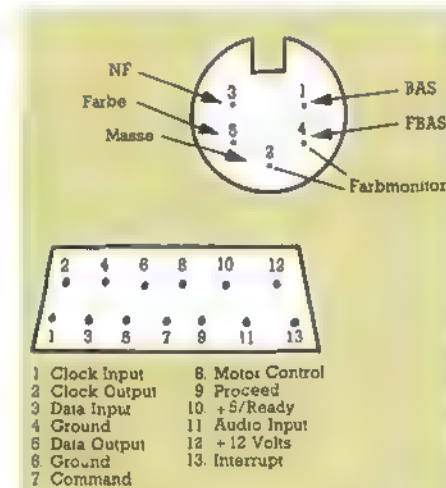 NF
3
1
BAS
Farbe
5
4
FBAS
Masse
2
Farbmonitor
2 4 6 8 10 12
1 3 5 7 9 11 13
1 Clock Input
2 Clock Output
3 Data Input
4 Ground
5 Data Output
6. Ground
7 Command
8. Motor Control
9 Proceed
10. +5/Ready
11 Audio Input
12 +12 Volts
13. Interrupt